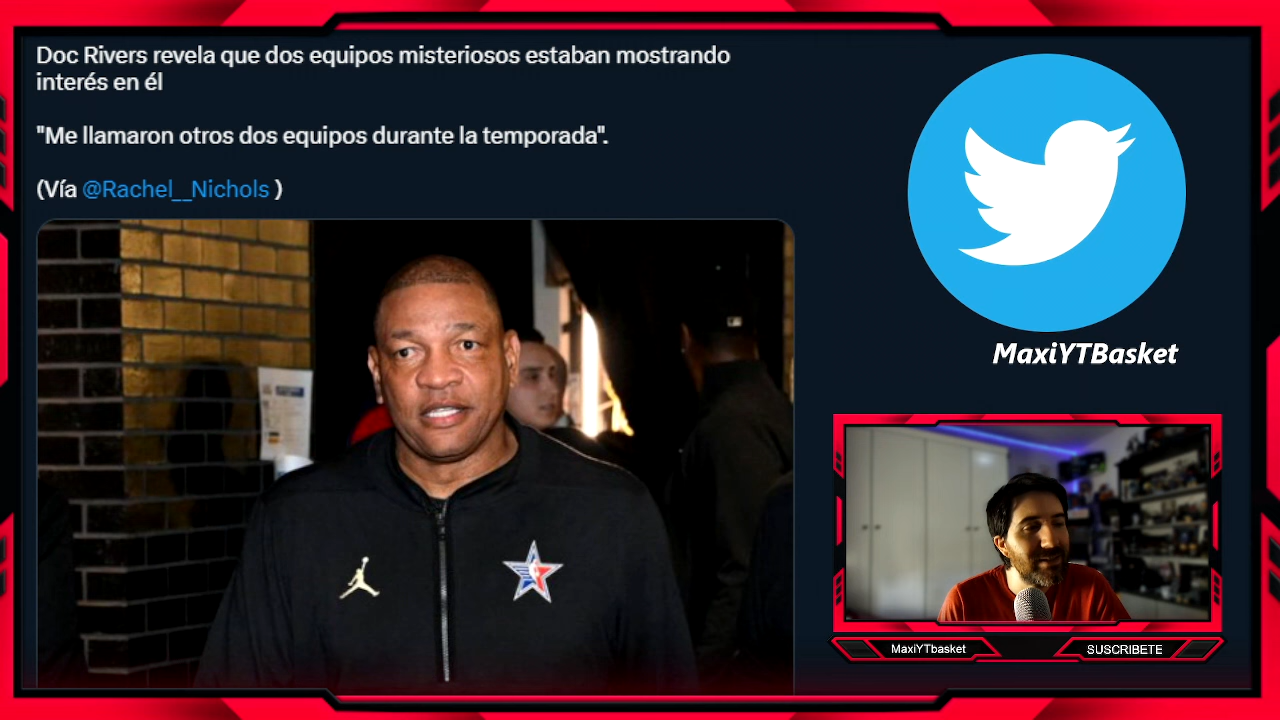 Doc Rivers revela que dos equipos misteriosos estaban mostrando
interés en él
"Me llamaron otros dos equipos durante la temporada".
(Vía @Rachel__Nichols )
MaxiYTBasket
MaxiYTbasket
SUSCRIBETE